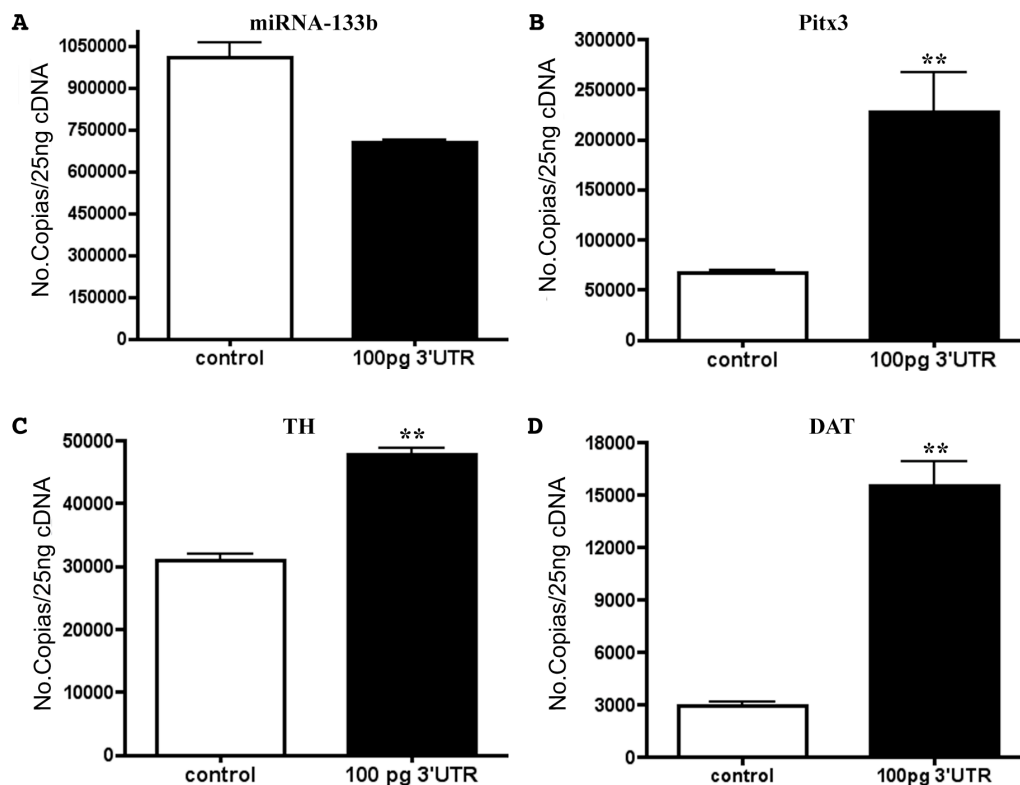 A
miRNA-133b
No.Copias/25ng cDNA
1050000
900000
750000
600000
450000
300000
150000
0
control
100pg 3'UTR
B
Pitx3
No.Copias/25ng cDNA
300000
250000
200000
150000
100000
50000
0
**
control
100pg 3'UTR
C
TH
No.Copias/25ng cDNA
50000
40000
30000
20000
10000
0
**
control
100 pg 3'UTR
D
DAT
No.Copias/25ng cDNA
18000
15000
12000
9000
6000
3000
0
**
control
100pg 3'UTR